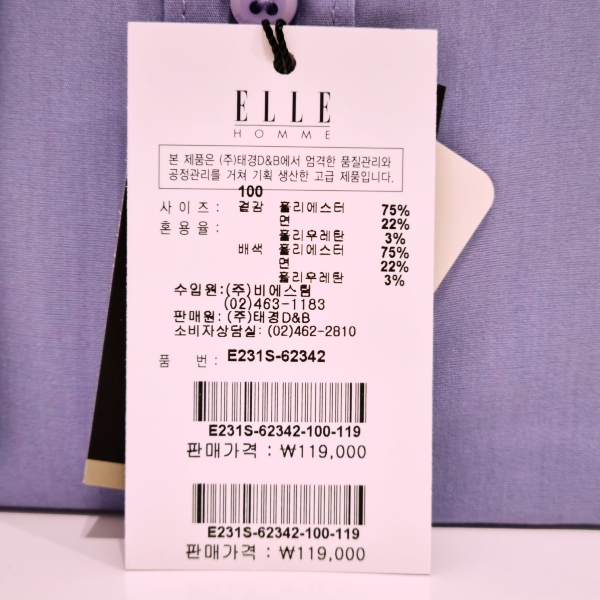 ELLE
HOMME
본 제품은 (주)태경D&B에서 엄격한 품질관리와
공정관리를 거쳐 기획 생산한 고급 제품입니다.
100
사 이 즈 : 겉감 폴리에스터 75%
면 22%
혼 용 율 : 폴리우레탄 3%
배색 폴리에스터 75%
면 22%
폴리우레탄 3%
수입원:(주)비에스림
(02)463-1183
판매원: (주)태경D&B
소비자상담실: (02)462-2810
품 번 : E231S-62342
E231S-62342-100-119
판매가격 : ₩119,000
E231S-62342-100-119
판매가격 : ₩119,000